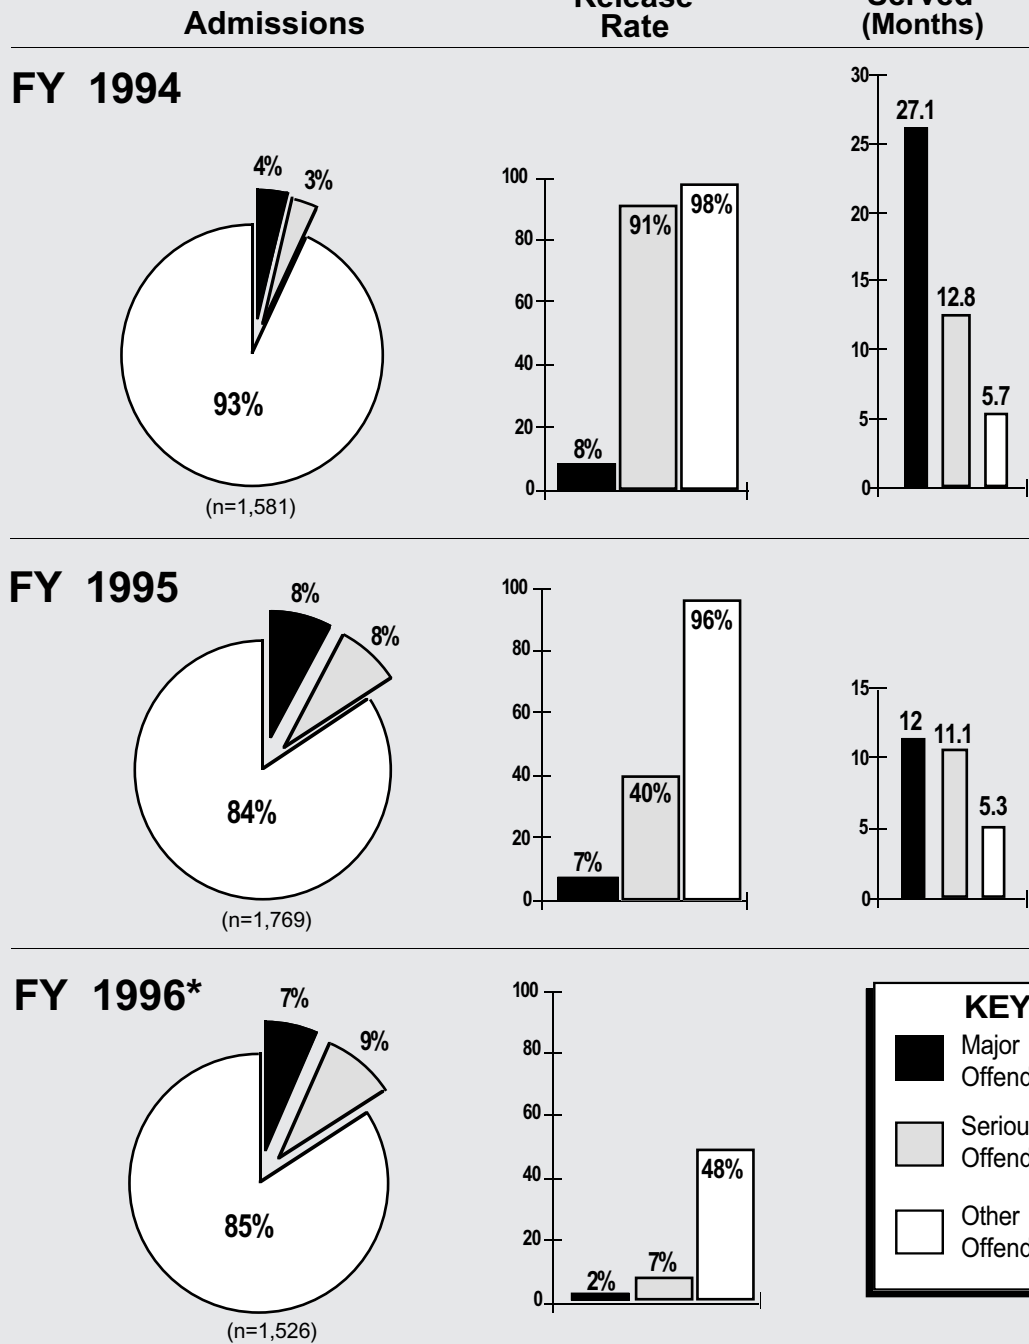 Admissions
Release
Rate
Served
(Months)
FY 1994
4%
3%
93%
(n=1,581)
100
80
60
40
20
0
8%
91%
98%
30
25
20
15
10
5
0
27.1
12.8
5.7
FY 1995
8%
8%
84%
(n=1,769)
100
80
60
40
20
0
7%
40%
96%
15
10
5
0
12
11.1
5.3
FY 1996*
7%
9%
85%
(n=1,526)
100
80
60
40
20
0
2%
7%
48%
KEY
Major
Offend
Seriou
Offend
Other
Offend